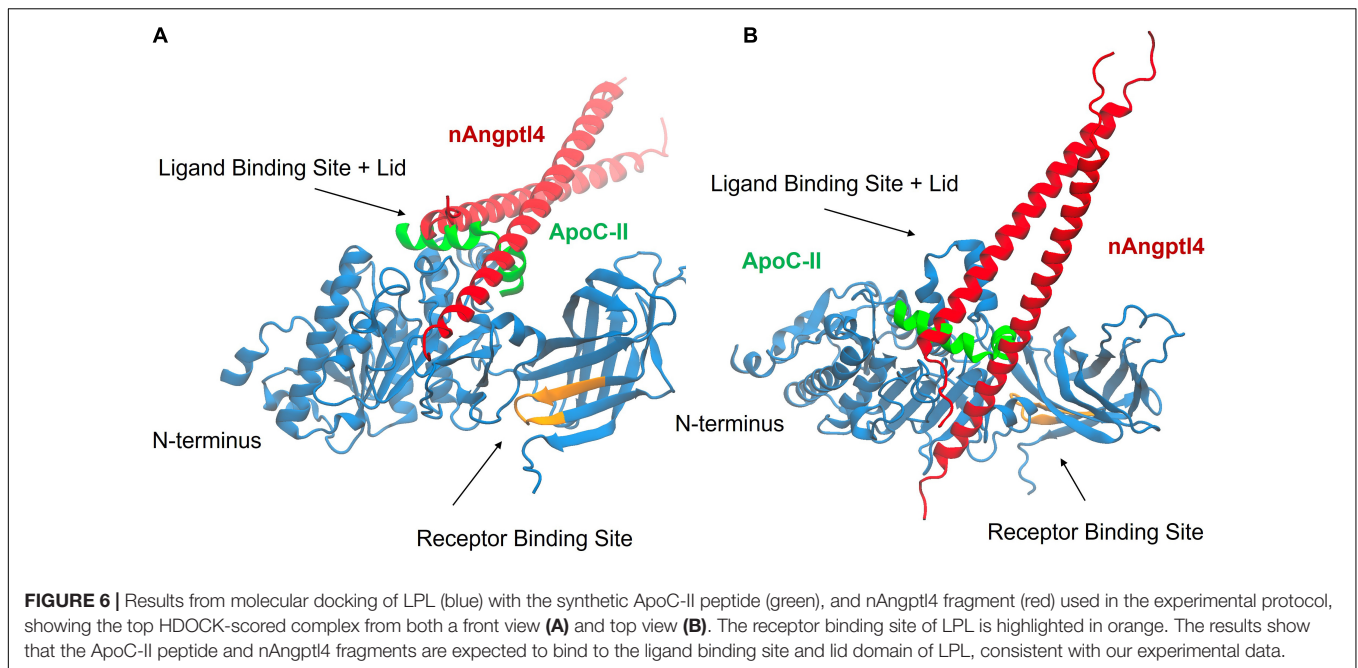 A
B
nAngptl4
Ligand Binding Site + Lid
ApoC-II
N-terminus
Receptor Binding Site
Ligand Binding Site + Lid
ApoC-II
nAngptl4
N-terminus
Receptor Binding Site
FIGURE 6 | Results from molecular docking of LPL (blue) with the synthetic ApoC-II peptide (green), and nAngptl4 fragment (red) used in the experimental protocol,
showing the top HDOCK-scored complex from both a front view (A) and top view (B). The receptor binding site of LPL is highlighted in orange. The results show
that the ApoC-II peptide and nAngptl4 fragments are expected to bind to the ligand binding site and lid domain of LPL, consistent with our experimental data.